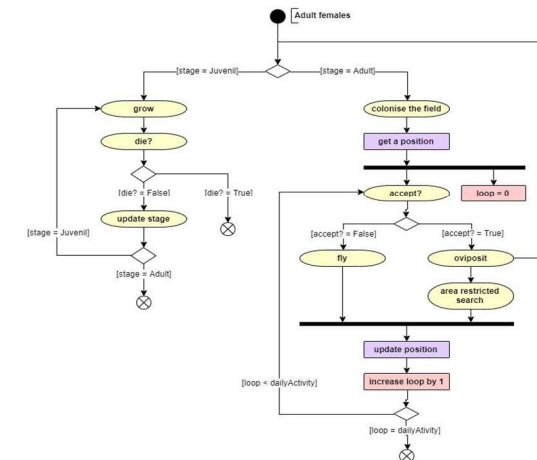 Adult females
[stage = Juvenil]
[stage = Adult]
grow
colonise the field
die?
get a position
[die? = False]
[die? = True]
accept?
loop = 0
update stage
[stage = Juvenil]
[accept? = False]
[accept? = True]
fly
oviposit
[stage = Adult]
area restricted
search
update position
[loop < dailyActivity]
increase loop by 1
[loop = dailyAtivity]